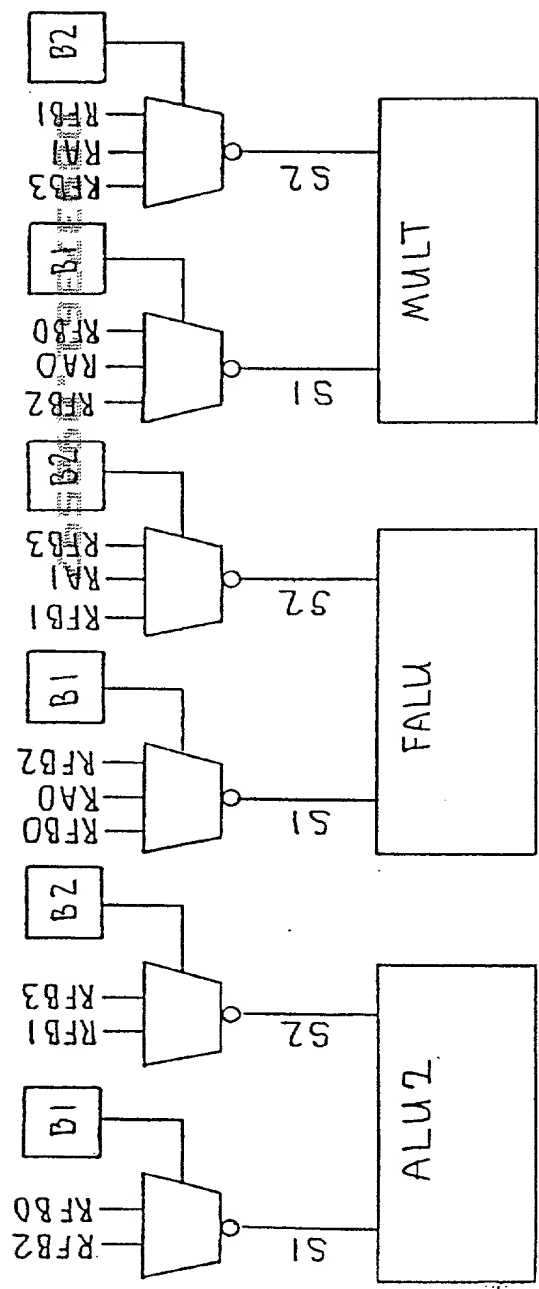 B2
RFB1
RA1
RFB3
S2
B1
RFB0
RA0
RFB2
S1
MULT
B2
RFB3
RA1
RFB1
S2
B1
RFB2
RA0
RFB0
S1
FALU
B2
RFB3
RFB1
S2
B1
RFB0
RFB2
S1
ALU2